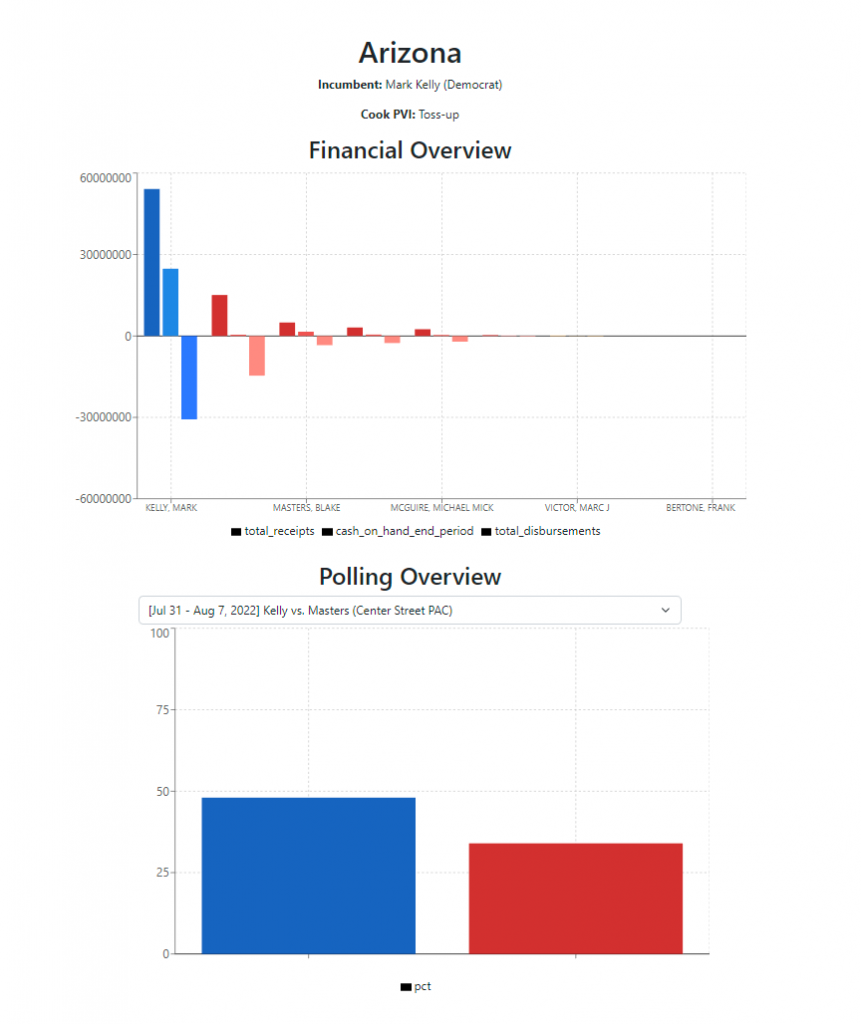 Arizona
Incumbent: Mark Kelly (Democrat)
Cook PVI: Toss-up
Financial Overview
60000000
30000000
0
-30000000
-60000000
KELLY, MARK MASTERS, BLAKE MCGUIRE, MICHAEL MICK VICTOR, MARC J BERTONE, FRANK
total_receipts cash_on_hand_end_period total_disbursements
Polling Overview
[Jul 31 - Aug 7, 2022] Kelly vs. Masters (Center Street PAC)
100
75
50
25
0
pct